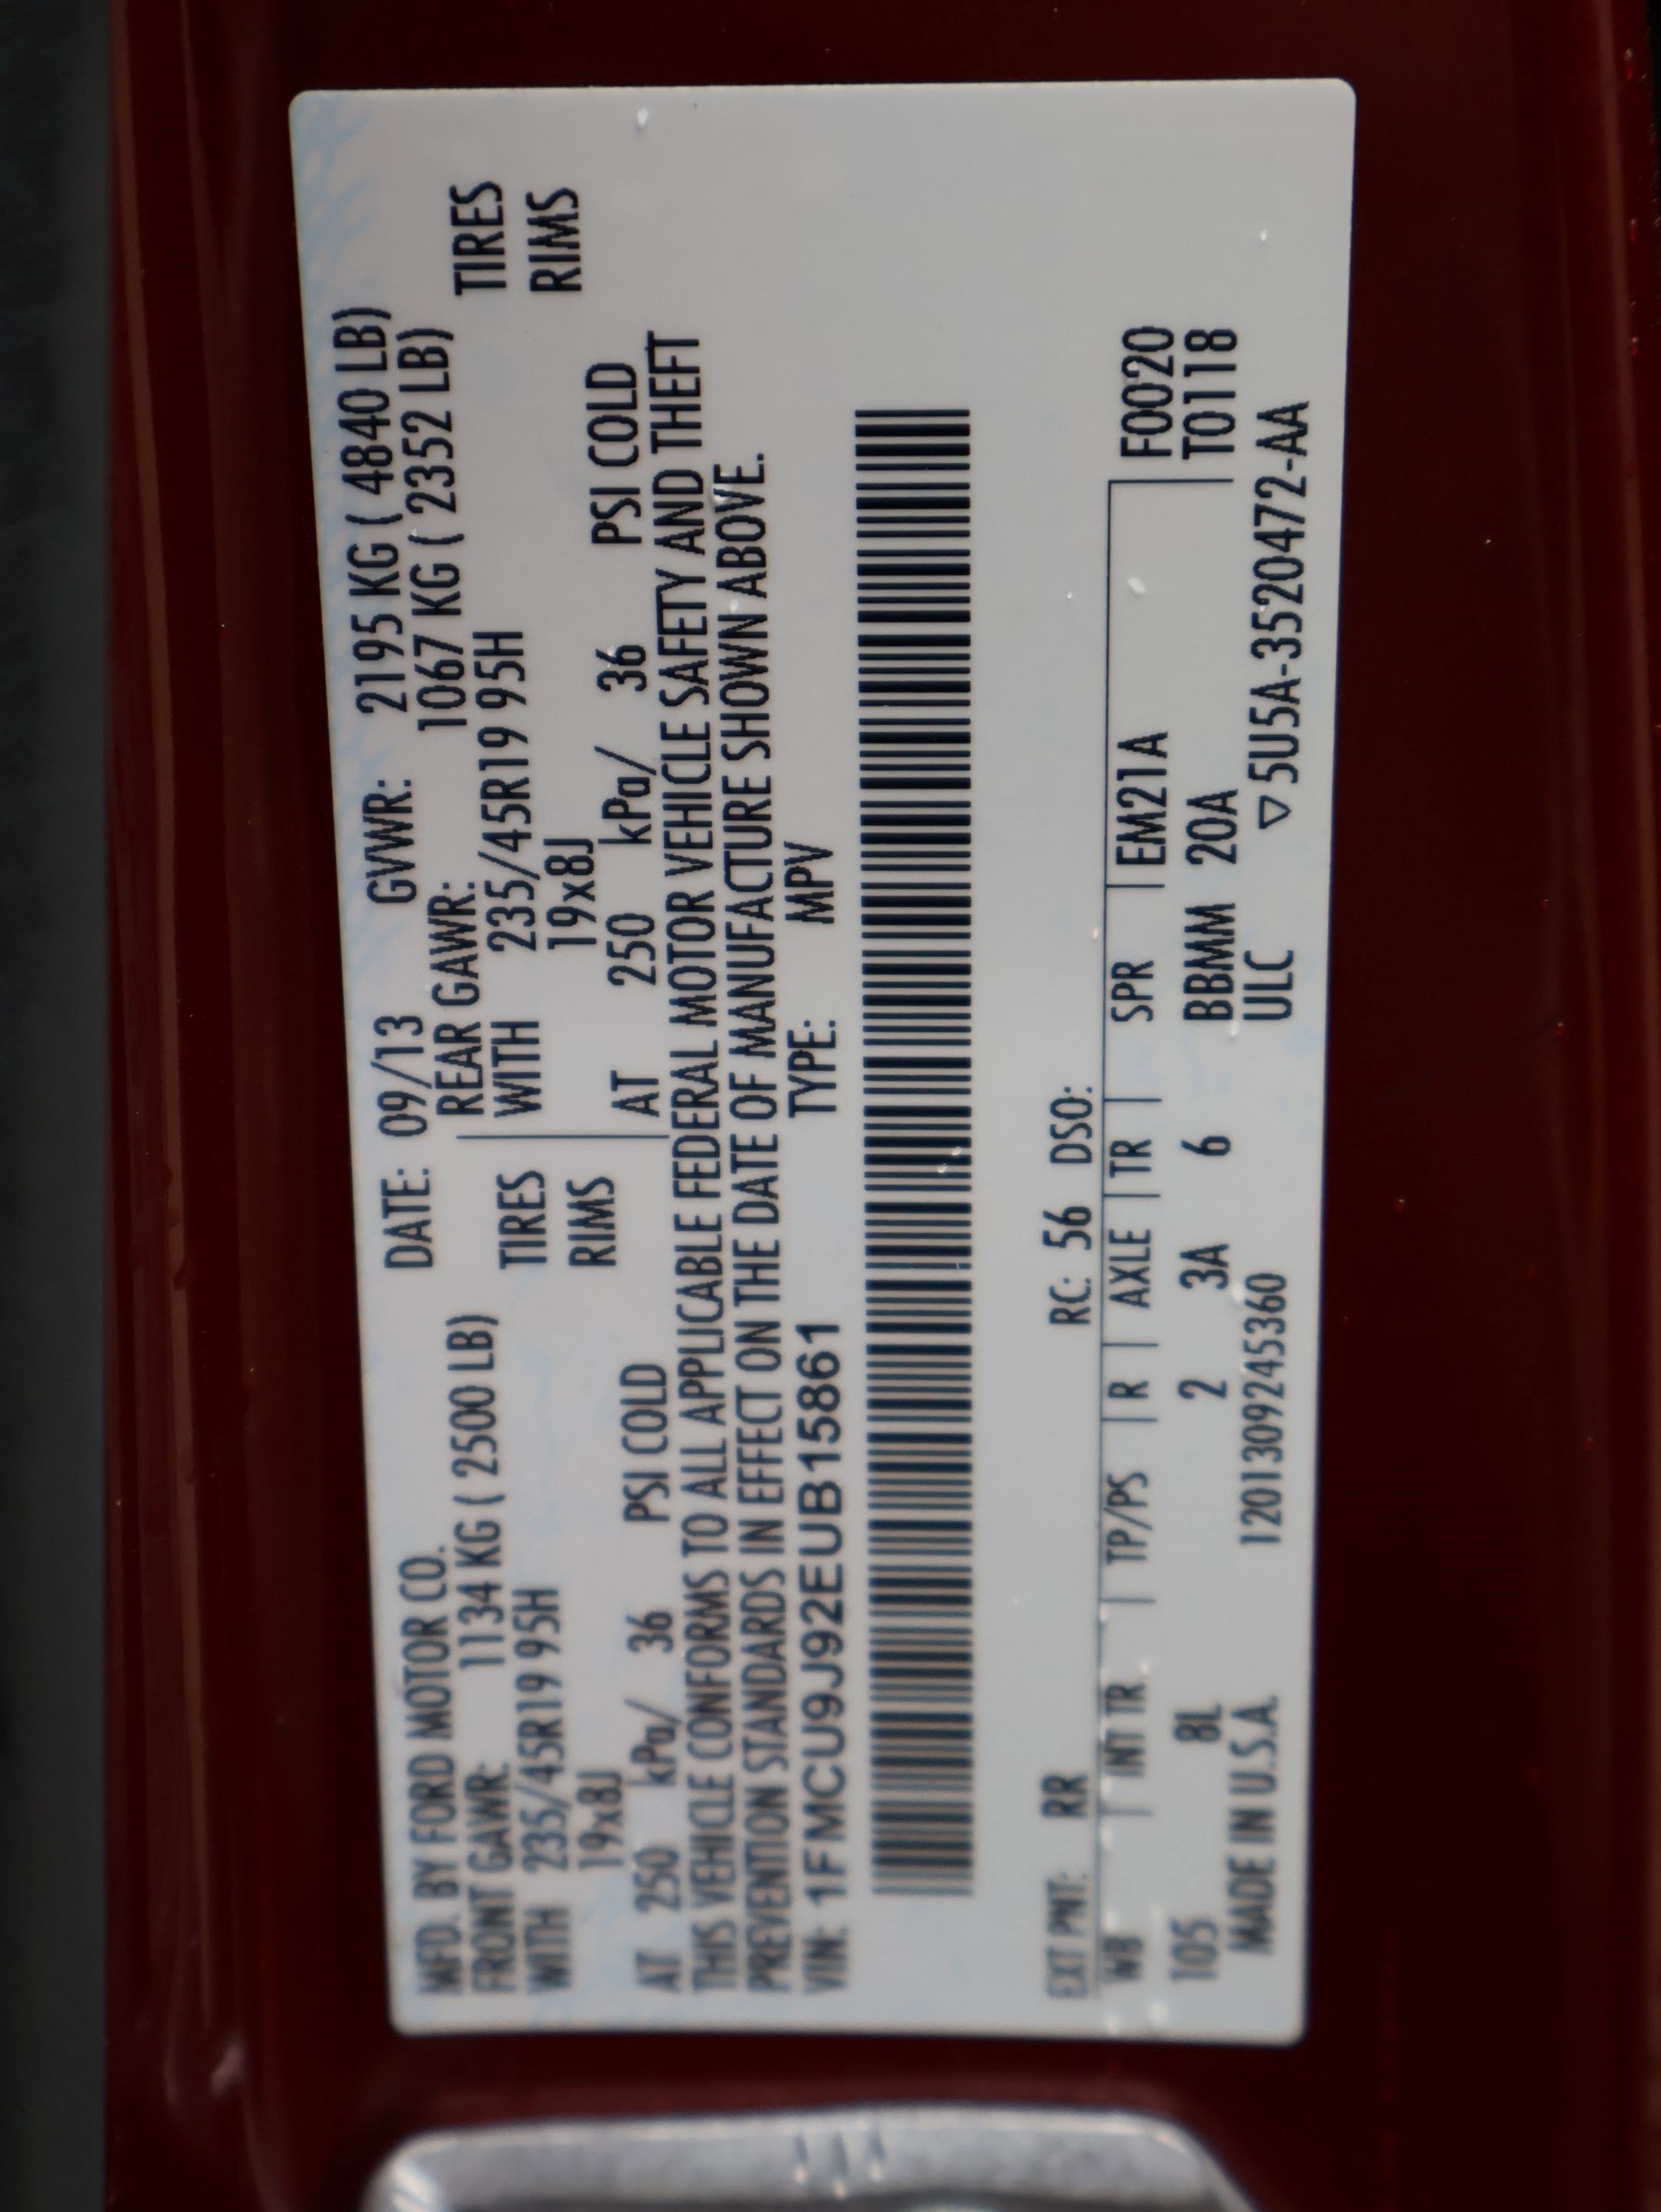 MFD. BY FORD MOTOR CO. DATE: 09/13 GVWR: 2195 KG ( 4840 LB)
FRONT GAWR: 1134 KG ( 2500 LB) REAR GAWR: 1067 KG ( 2352 LB)
WITH 235/45R19 95H TIRES WITH 235/45R19 95H TIRES
19x8J RIMS 19x8J RIMS
AT 250 kPa/ 36 PSI COLD AT 250 kPa/ 36 PSI COLD
THIS VEHICLE CONFORMS TO ALL APPLICABLE FEDERAL MOTOR VEHICLE SAFETY AND THEFT
PREVENTION STANDARDS IN EFFECT ON THE DATE OF MANUFACTURE SHOWN ABOVE.
VIN: 1FMCU9J92EUB15861 TYPE: MPV
EXT PNT: RR RC: 56 DSO:
WB | INT TR | TP/PS | R | AXLE | TR | SPR | EM21A F0020
105 8L 2 3A 6 BBMM 20A T0118
MADE IN U.S.A. 1201309245360 ULC ▽5U5A-3520472-AA